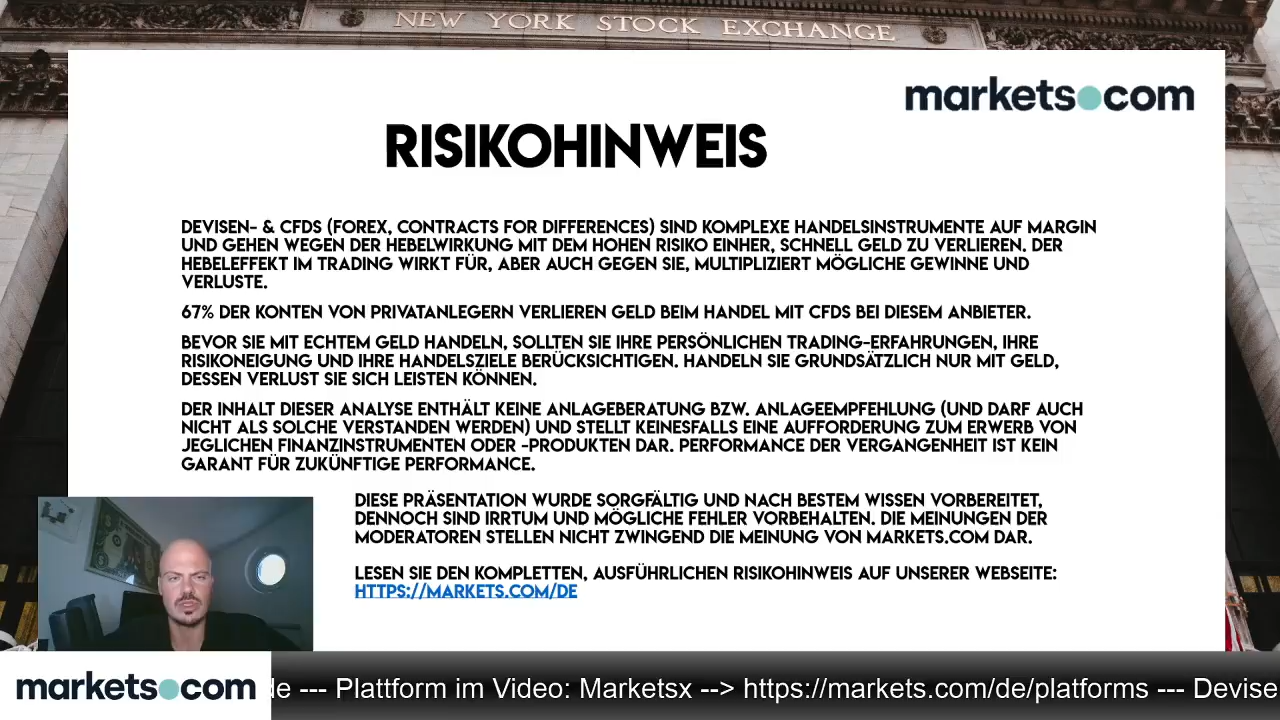 NEW YORK STOCK EXCHANGE
markets.com
RISIKOHINWEIS
DEVISEN- & CFDS (FOREX, CONTRACTS FOR DIFFERENCES) SIND KOMPLEXE HANDELSINSTRUMENTE AUF MARGIN
UND GEHEN WEGEN DER HEBELWIRKUNG MIT DEM HOHEN RISIKO EINHER, SCHNELL GELD ZU VERLIEREN. DER
HEBELEFFEKT IM TRADING WIRKT FÜR, ABER AUCH GEGEN SIE, MULTIPLIZIERT MÖGLICHE GEWINNE UND
VERLUSTE.
67% DER KONTEN VON PRIVATANLEGERN VERLIEREN GELD BEIM HANDEL MIT CFDS BEI DIESEM ANBIETER.
BEVOR SIE MIT ECHTEM GELD HANDELN, SOLLTEN SIE IHRE PERSÖNLICHEN TRADING-ERFAHRUNGEN, IHRE
RISIKONEIGUNG UND IHRE HANDELSZIELE BERÜCKSICHTIGEN. HANDELN SIE GRUNDSÄTZLICH NUR MIT GELD,
DESSEN VERLUST SIE SICH LEISTEN KÖNNEN.
DER INHALT DIESER ANALYSE ENTHÄLT KEINE ANLAGEBERATUNG BZW. ANLAGEEMPFEHLUNG (UND DARF AUCH
NICHT ALS SOLCHE VERSTANDEN WERDEN) UND STELLT KEINESFALLS EINE AUFFORDERUNG ZUM ERWERB VON
JEGLICHEN FINANZINSTRUMENTEN ODER -PRODUKTEN DAR. PERFORMANCE DER VERGANGENHEIT IST KEIN
GARANT FÜR ZUKÜNFTIGE PERFORMANCE.
DIESE PRÄSENTATION WURDE SORGFÄLTIG UND NACH BESTEM WISSEN VORBEREITET,
DENNOCH SIND IRRTUM UND MÖGLICHE FEHLER VORBEHALTEN. DIE MEINUNGEN DER
MODERATOREN STELLEN NICHT ZWINGEND DIE MEINUNG VON MARKETS.COM DAR.
LESEN SIE DEN KOMPLETTEN, AUSFÜHRLICHEN RISIKOHINWEIS AUF UNSERER WEBSEITE:
HTTPS://MARKETS.COM/DE
markets.com
de --- Plattform im Video: Marketsx --> https://markets.com/de/platforms --- Devise